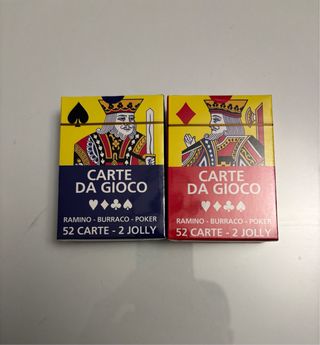 CARTE
DA GIOCO
RAMINO - BURRACO - POKER
52 CARTE - 2 JOLLY
CARTE
DA GIOCO
RAMINO - BURRACO - POKER
52 CARTE - 2 JOLLY